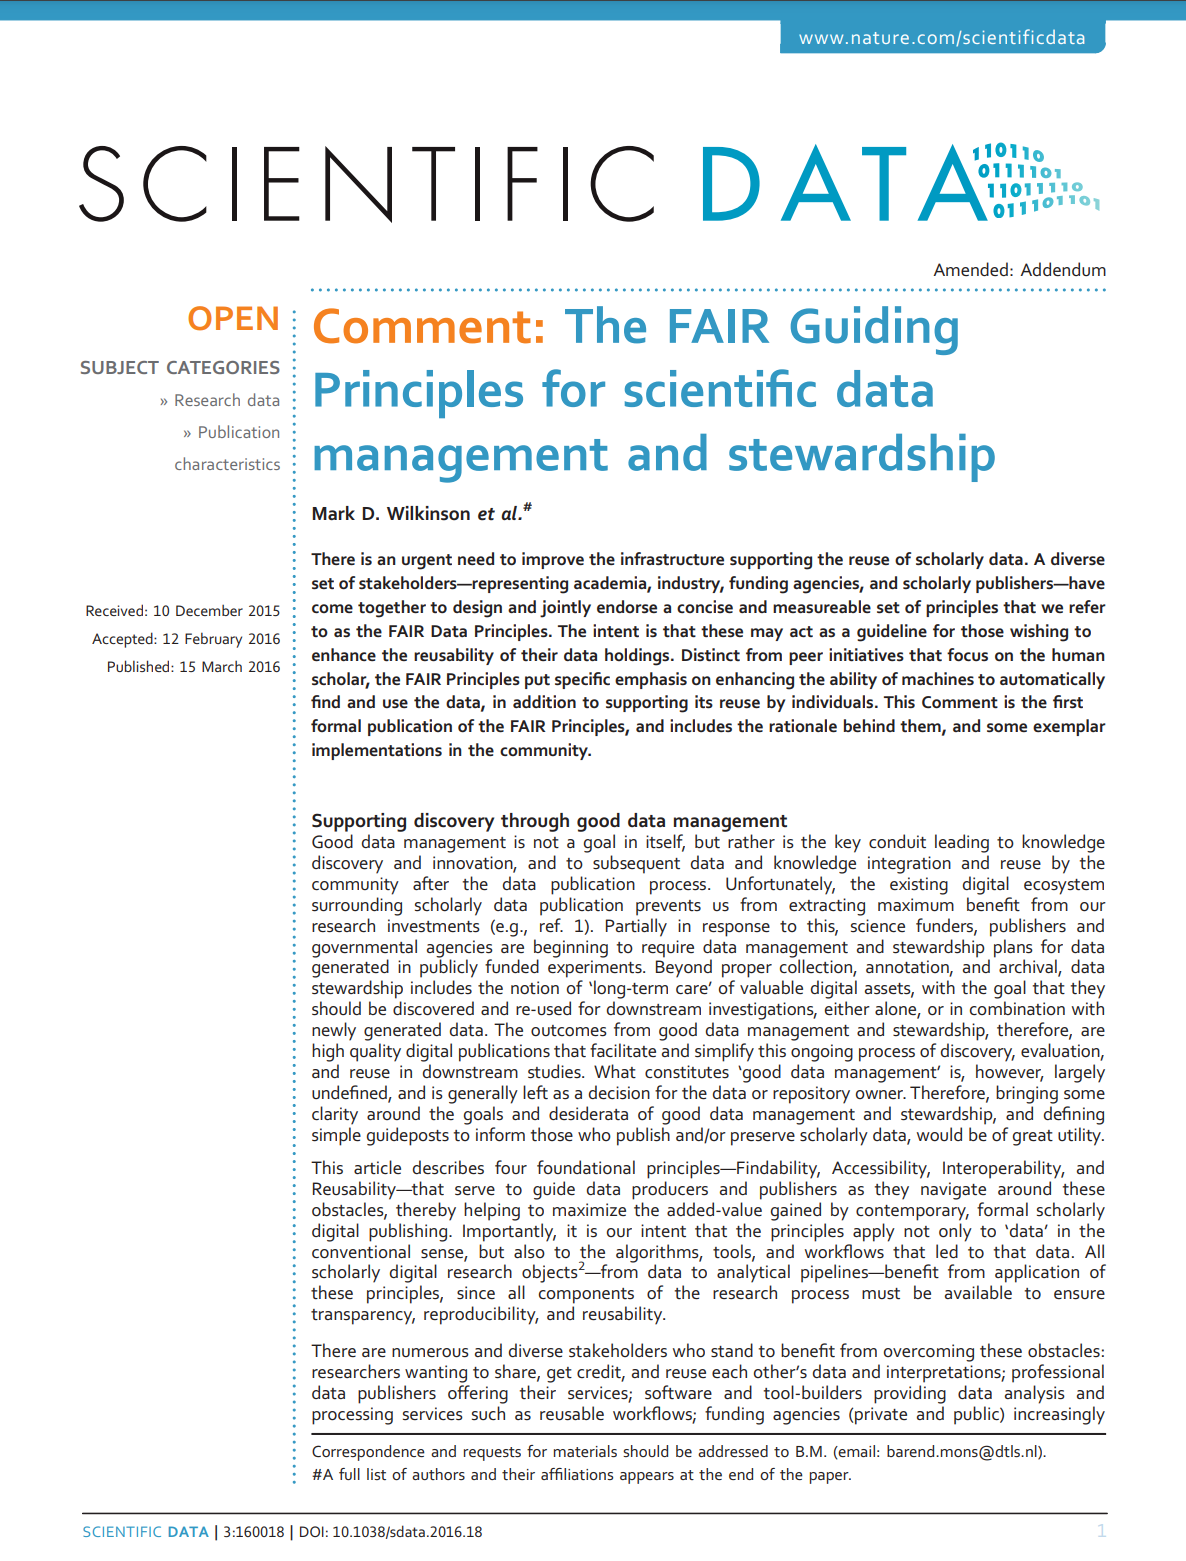 www.nature.com/scientificdata
SCIENTIFIC DATA
110110
0111101
11011110
0111101101
Amended: Addendum
OPEN
SUBJECT CATEGORIES
» Research data
» Publication
characteristics
Received: 10 December 2015
Accepted: 12 February 2016
Published: 15 March 2016
Comment: The FAIR Guiding
Principles for scientific data
management and stewardship
Mark D. Wilkinson et al.#
There is an urgent need to improve the infrastructure supporting the reuse of scholarly data. A diverse
set of stakeholders—representing academia, industry, funding agencies, and scholarly publishers—have
come together to design and jointly endorse a concise and measureable set of principles that we refer
to as the FAIR Data Principles. The intent is that these may act as a guideline for those wishing to
enhance the reusability of their data holdings. Distinct from peer initiatives that focus on the human
scholar, the FAIR Principles put specific emphasis on enhancing the ability of machines to automatically
find and use the data, in addition to supporting its reuse by individuals. This Comment is the first
formal publication of the FAIR Principles, and includes the rationale behind them, and some exemplar
implementations in the community.
Supporting discovery through good data management
Good data management is not a goal in itself, but rather is the key conduit leading to knowledge
discovery and innovation, and to subsequent data and knowledge integration and reuse by the
community after the data publication process. Unfortunately, the existing digital ecosystem
surrounding scholarly data publication prevents us from extracting maximum benefit from our
research investments (e.g., ref. 1). Partially in response to this, science funders, publishers and
governmental agencies are beginning to require data management and stewardship plans for data
generated in publicly funded experiments. Beyond proper collection, annotation, and archival, data
stewardship includes the notion of ‘long-term care’ of valuable digital assets, with the goal that they
should be discovered and re-used for downstream investigations, either alone, or in combination with
newly generated data. The outcomes from good data management and stewardship, therefore, are
high quality digital publications that facilitate and simplify this ongoing process of discovery, evaluation,
and reuse in downstream studies. What constitutes ‘good data management’ is, however, largely
undefined, and is generally left as a decision for the data or repository owner. Therefore, bringing some
clarity around the goals and desiderata of good data management and stewardship, and defining
simple guideposts to inform those who publish and/or preserve scholarly data, would be of great utility.
This article describes four foundational principles—Findability, Accessibility, Interoperability, and
Reusability—that serve to guide data producers and publishers as they navigate around these
obstacles, thereby helping to maximize the added-value gained by contemporary, formal scholarly
digital publishing. Importantly, it is our intent that the principles apply not only to ‘data’ in the
conventional sense, but also to the algorithms, tools, and workflows that led to that data. All
scholarly digital research objects2—from data to analytical pipelines—benefit from application of
these principles, since all components of the research process must be available to ensure
transparency, reproducibility, and reusability.
There are numerous and diverse stakeholders who stand to benefit from overcoming these obstacles:
researchers wanting to share, get credit, and reuse each other’s data and interpretations; professional
data publishers offering their services; software and tool-builders providing data analysis and
processing services such as reusable workflows; funding agencies (private and public) increasingly
Correspondence and requests for materials should be addressed to B.M. (email: barend.mons@dtls.nl).
#A full list of authors and their affiliations appears at the end of the paper.
SCIENTIFIC DATA | 3:160018 | DOI: 10.1038/sdata.2016.18
1